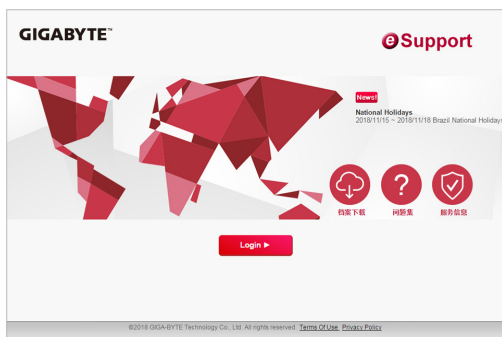 GIGABYTE™
eSupport
News!
National Holidays
2018/11/15 ~ 2018/11/18 Brazil National Holidays
档案下载
问题集
服务信息
Login
©2018 GIGA-BYTE Technology Co., Ltd. All rights reserved. Terms Of Use Privacy Policy